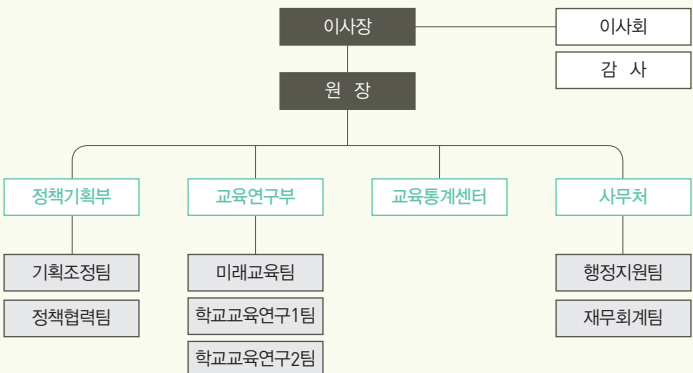 이사장
이사회
감 사
원 장
정책기획부
교육연구부
교육통계센터
사무처
기획조정팀
미래교육팀
행정지원팀
정책협력팀
학교교육연구1팀
재무회계팀
학교교육연구2팀